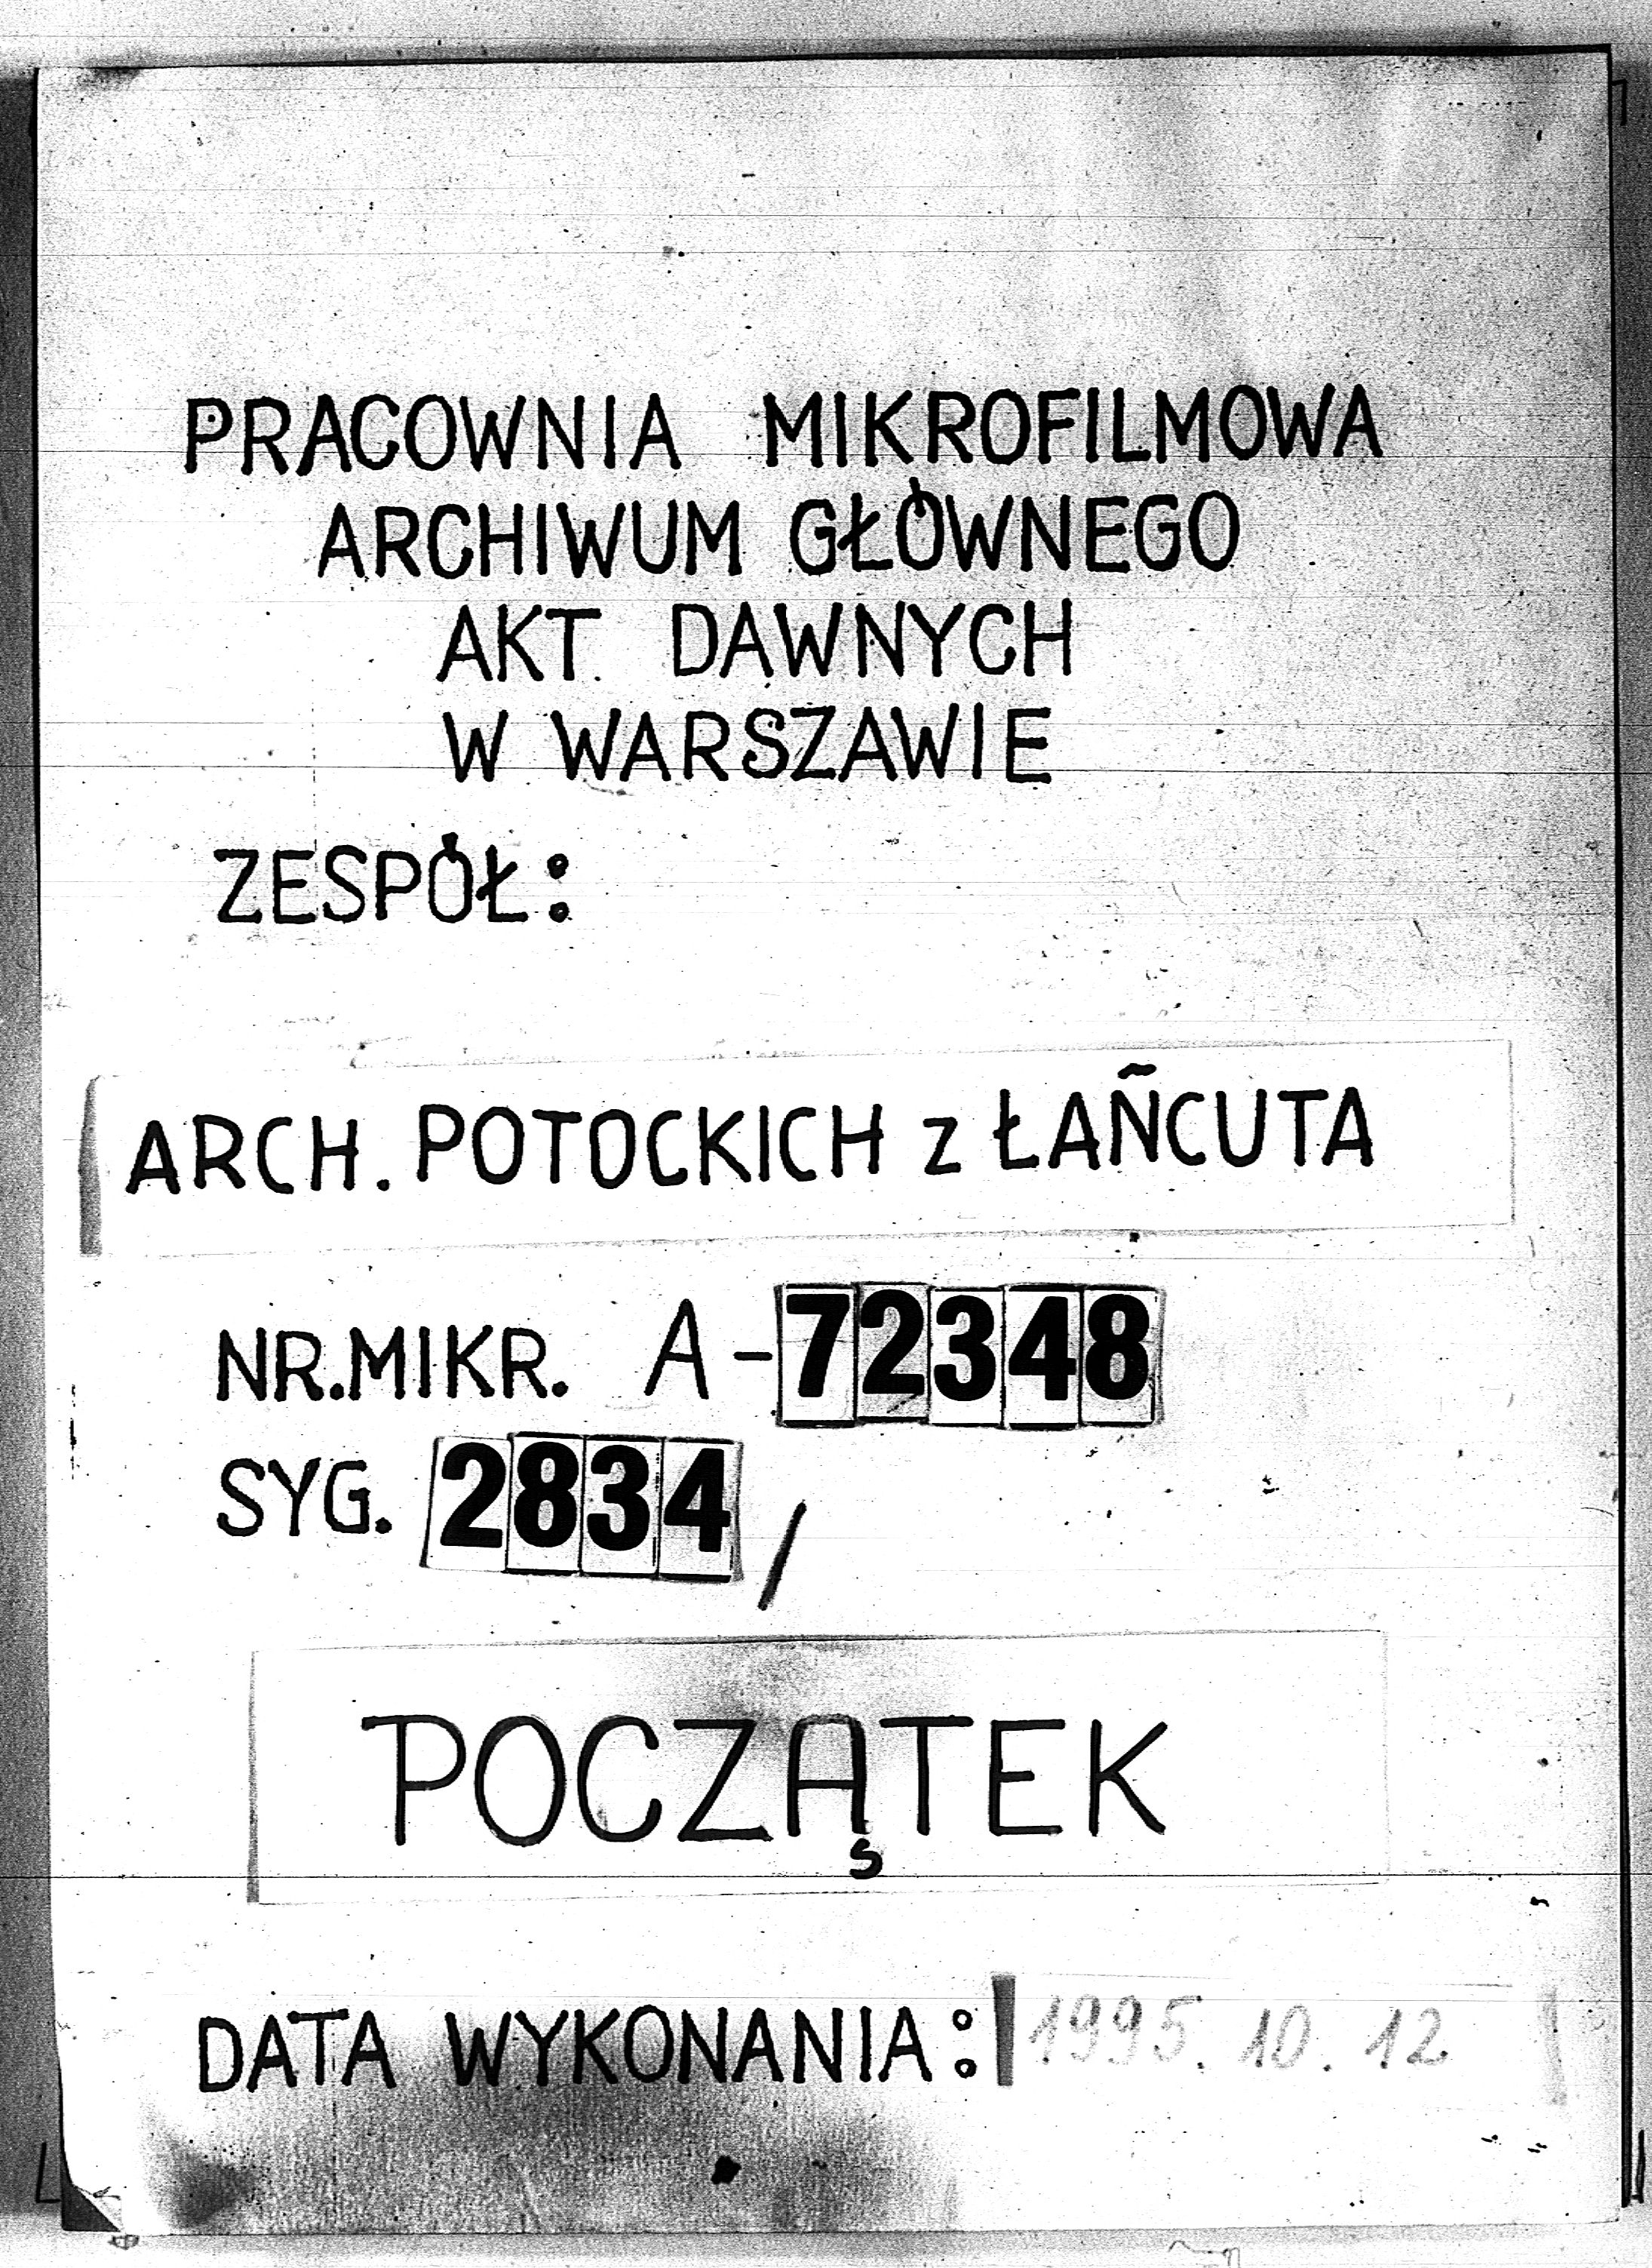 PRACOWNIA MIKROFILMOWA
ARCHIWUM GŁÓWNEGO
AKT DAWNYCH
W WARSZAWIE
ZESPÓŁ:
ARCH. POTOCKICH z ŁAŃCUTA
NR.MIKR. A-72348
SYG. 2834/
POCZĄTEK
DATA WYKONANIA: 1995.10.12